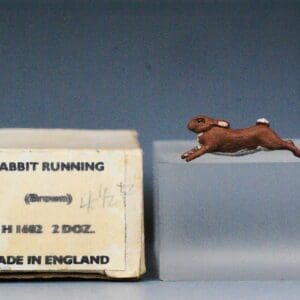 ABBIT RUNNING
(Brown)
H 1682 2 DOZ.
ADE IN ENGLAND